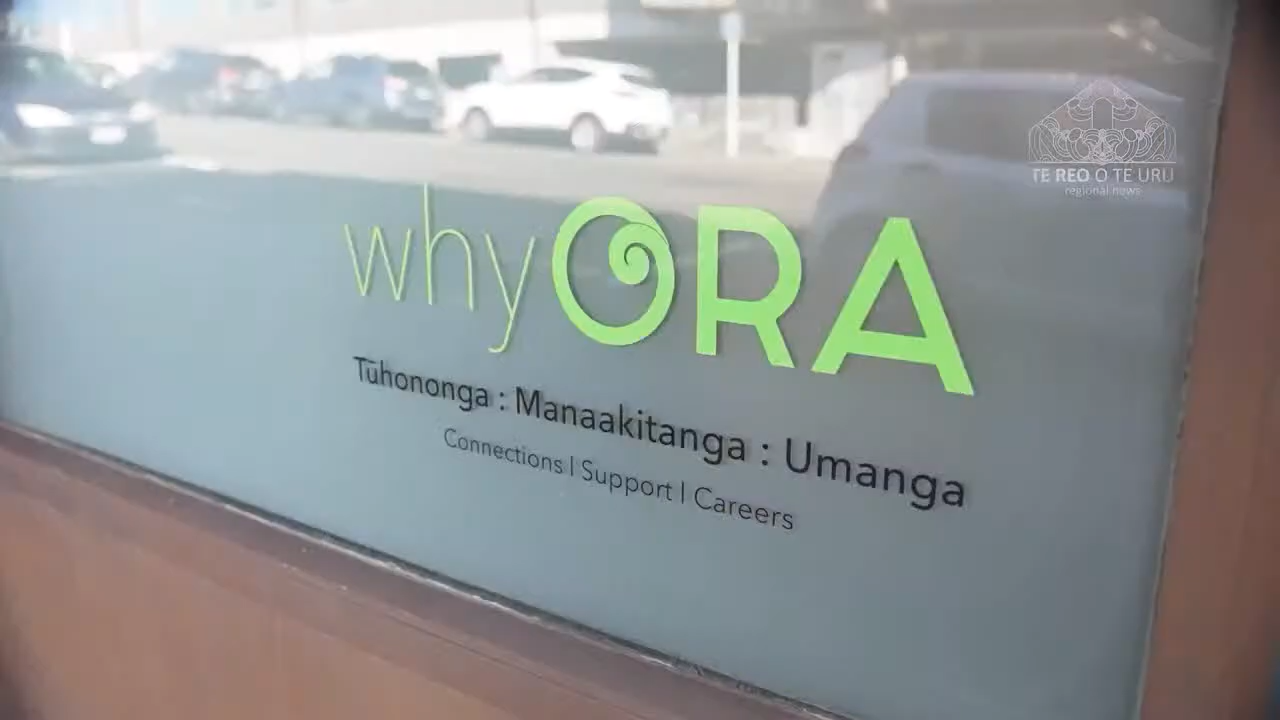 TE REO O TE URU
regional news
whyORA
Tūhononga : Manaakitanga : Umanga
Connections | Support | Careers